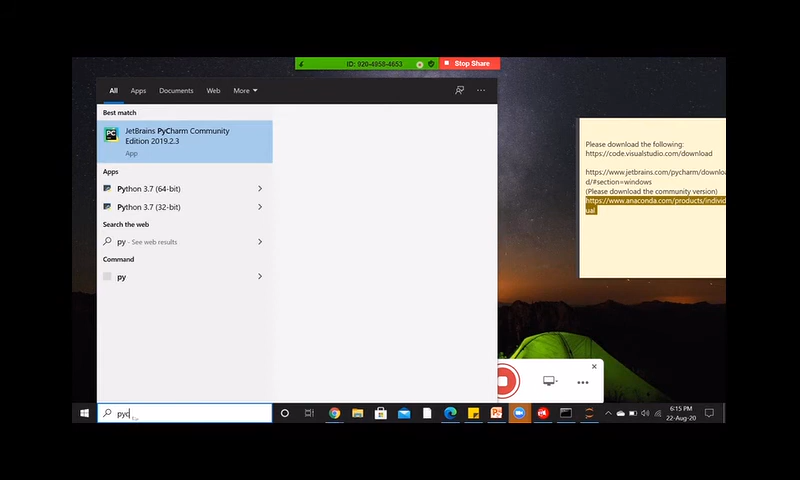 ID: 920-4958-4653
Stop Share
All
Apps
Documents
Web
More
Best match
PC
JetBrains PyCharm Community
Edition 2019.2.3
App
Apps
Python 3.7 (64-bit)
Python 3.7 (32-bit)
Search the web
py - See web results
Command
py
Please download the following:
https://code.visualstudio.com/download
https://www.jetbrains.com/pycharm/downloa
d/#section=windows
(Please download the community version)
https://www.anaconda.com/products/individ
ual
pyc
6:15 PM
22-Aug-20